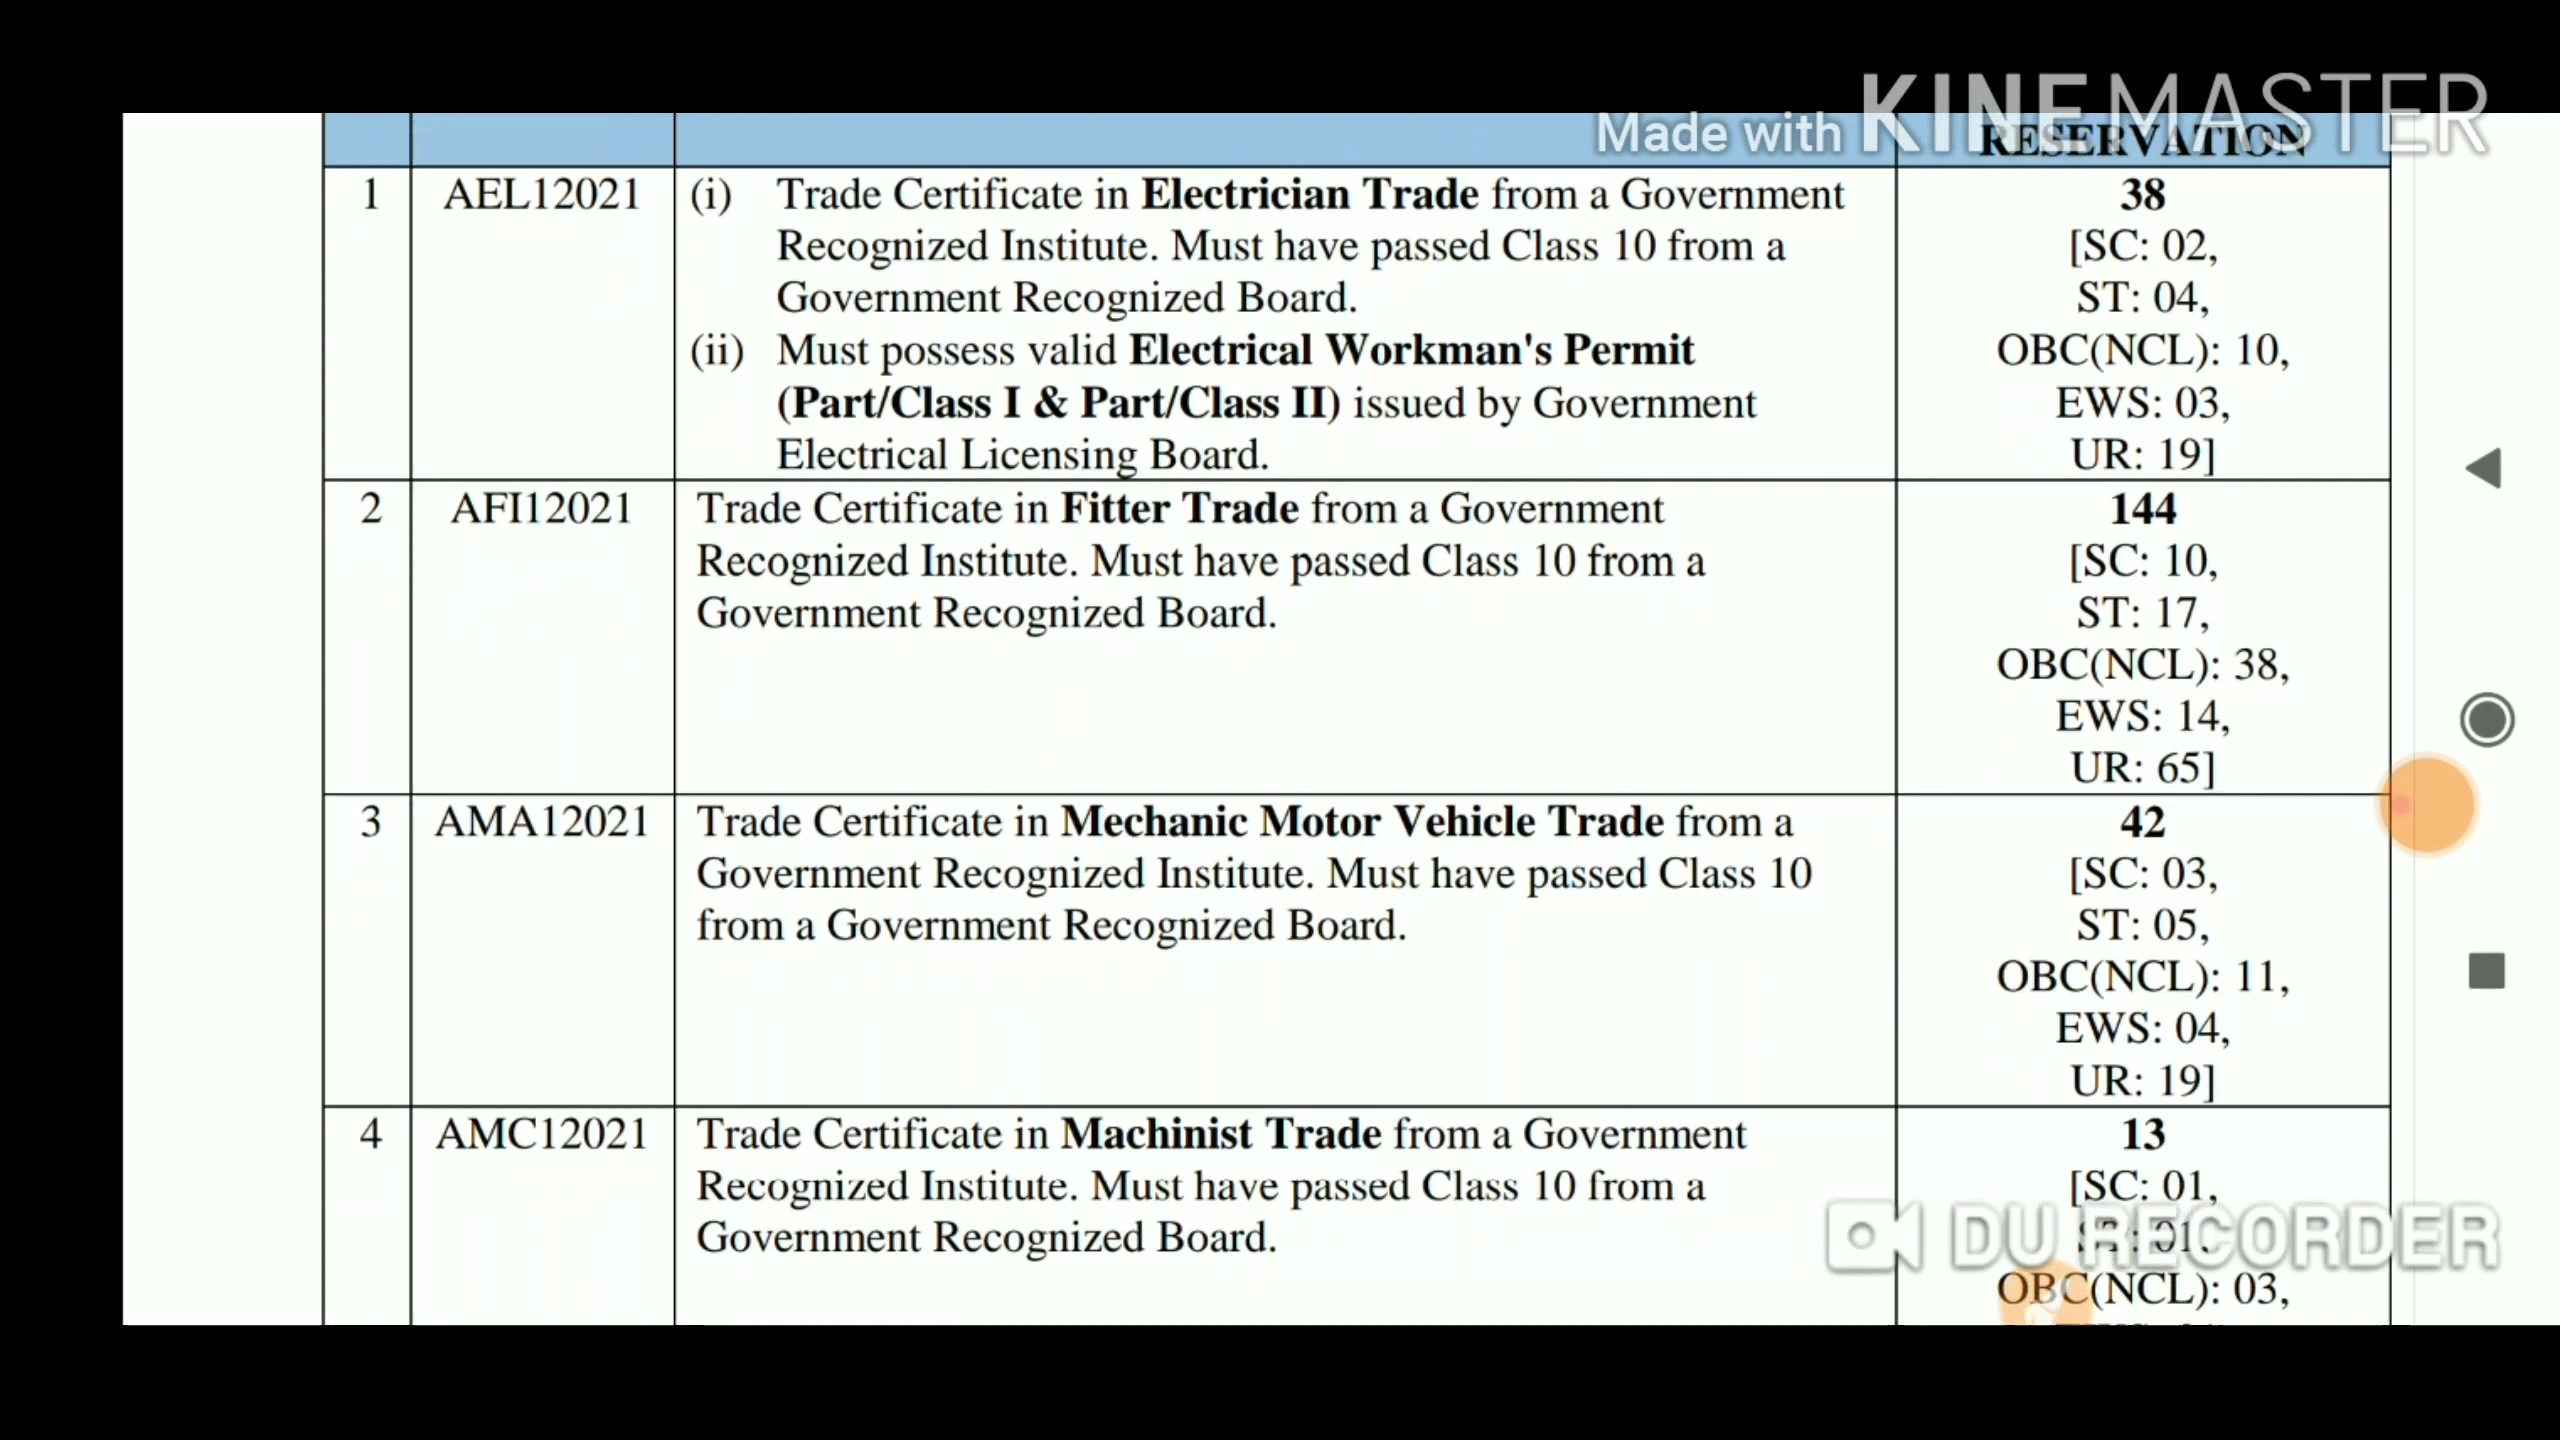 Made with KINEMASTER
RESERVATION
1 AEL12021 (i) Trade Certificate in Electrician Trade from a Government 38
Recognized Institute. Must have passed Class 10 from a [SC: 02,
Government Recognized Board. ST: 04,
(ii) Must possess valid Electrical Workman's Permit OBC(NCL): 10,
(Part/Class I & Part/Class II) issued by Government EWS: 03,
Electrical Licensing Board. UR: 19]
2 AFI12021 Trade Certificate in Fitter Trade from a Government 144
Recognized Institute. Must have passed Class 10 from a [SC: 10,
Government Recognized Board. ST: 17,
OBC(NCL): 38,
EWS: 14,
UR: 65]
3 AMA12021 Trade Certificate in Mechanic Motor Vehicle Trade from a 42
Government Recognized Institute. Must have passed Class 10 [SC: 03,
from a Government Recognized Board. ST: 05,
OBC(NCL): 11,
EWS: 04,
UR: 19]
4 AMC12021 Trade Certificate in Machinist Trade from a Government 13
Recognized Institute. Must have passed Class 10 from a [SC: 01,
Government Recognized Board. ST: 01,
DU RECORDER
OBC(NCL): 03,